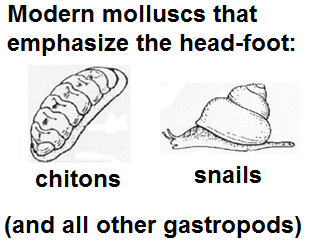 Modern molluscs that
emphasize the head-foot:
chitons
snails
(and all other gastropods)